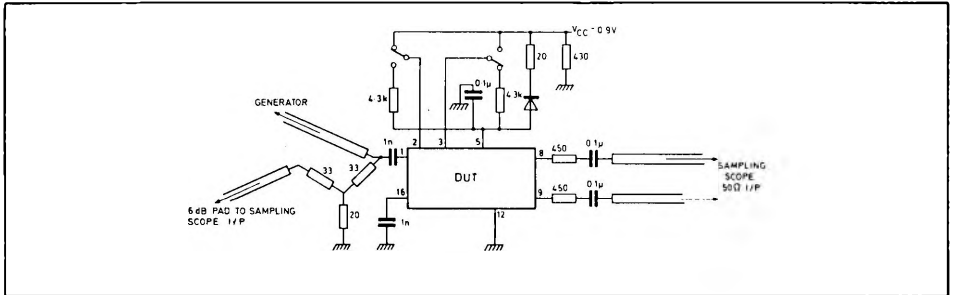 VCC - 0.9V
20
430
0.1µ
4.3k
4.3k
GENERATOR
1n
1
2
3
5
33
33
DUT
8
450
0.1µ
SAMPLING
SCOPE
50Ω I/P
16
9
450
0.1µ
6dB PAD TO SAMPLING
SCOPE I/P
20
1n
12